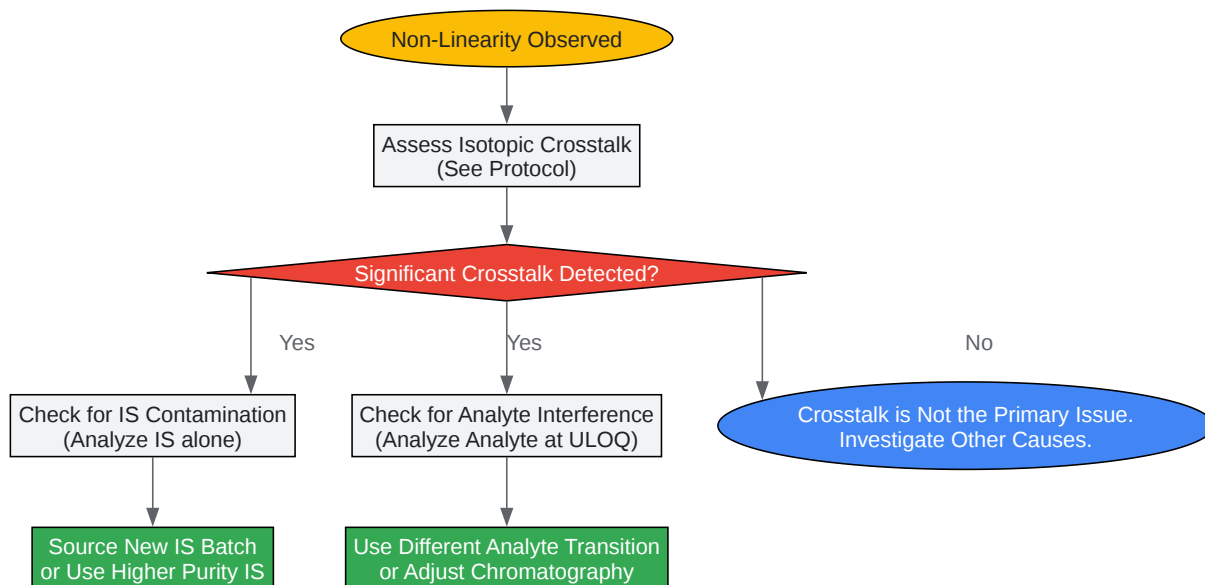 Non-Linearity Observed
Assess Isotopic Crosstalk
(See Protocol)
Significant Crosstalk Detected?
Yes
Yes
No
Check for IS Contamination
(Analyze IS alone)
Check for Analyte Interference
(Analyze Analyte at ULOQ)
Crosstalk is Not the Primary Issue.
Investigate Other Causes.
Source New IS Batch
or Use Higher Purity IS
Use Different Analyte Transition
or Adjust Chromatography